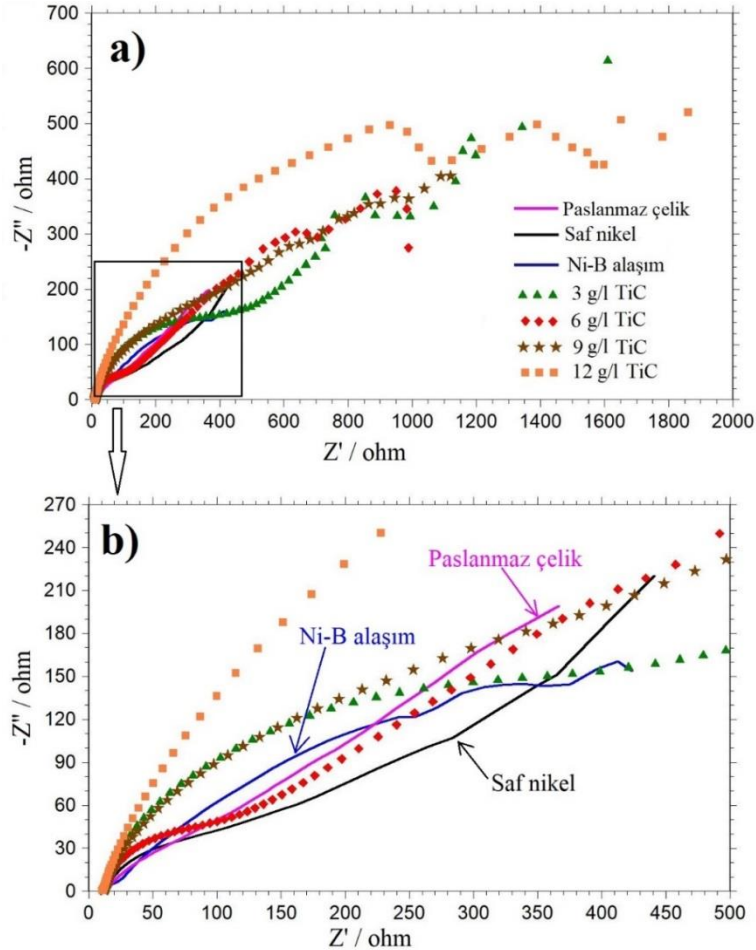 a)
700
600
500
400
300
200
100
0
-Z" / ohm
Paslanmaz çelik
Saf nikel
Ni-B alaşım
3 g/l TiC
6 g/l TiC
9 g/l TiC
12 g/l TiC
0 200 400 600 800 1000 1200 1400 1600 1800 2000
Z' / ohm
b)
270
240
210
180
150
120
90
60
30
0
-Z" / ohm
Paslanmaz çelik
Ni-B alaşım
Saf nikel
0 50 100 150 200 250 300 350 400 450 500
Z' / ohm